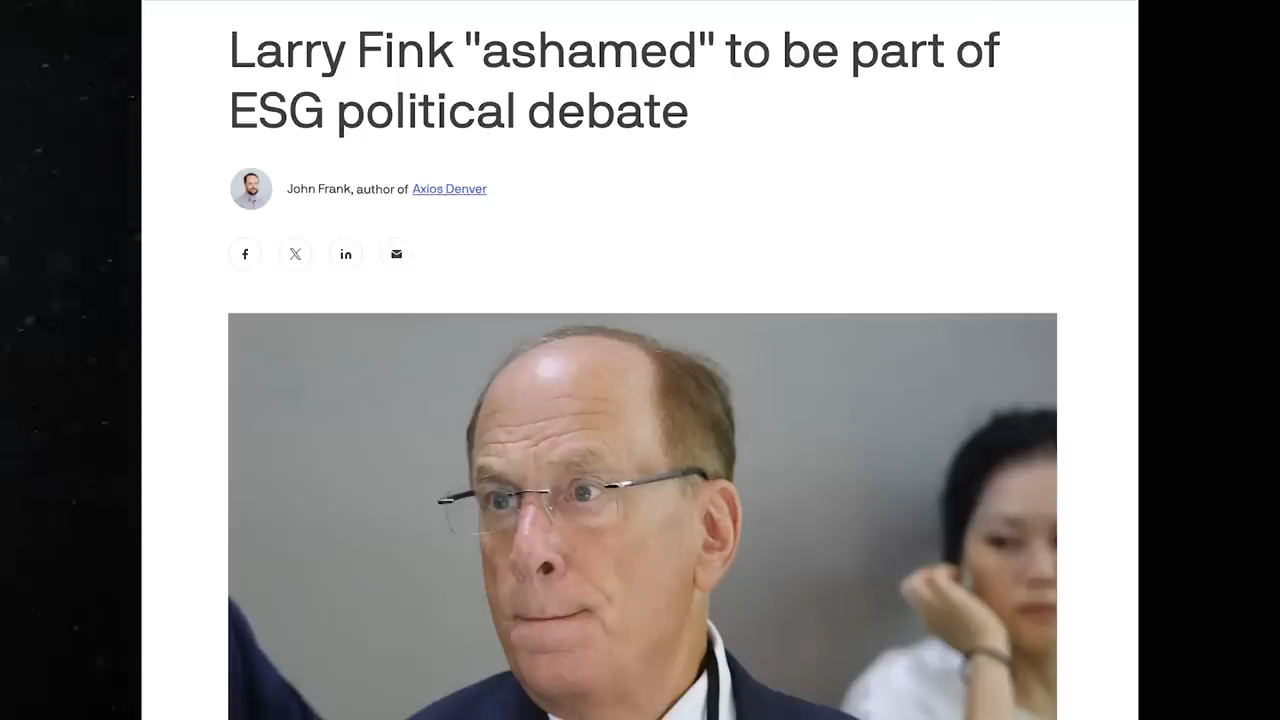 Larry Fink "ashamed" to be part of
ESG political debate
John Frank, author of Axios Denver